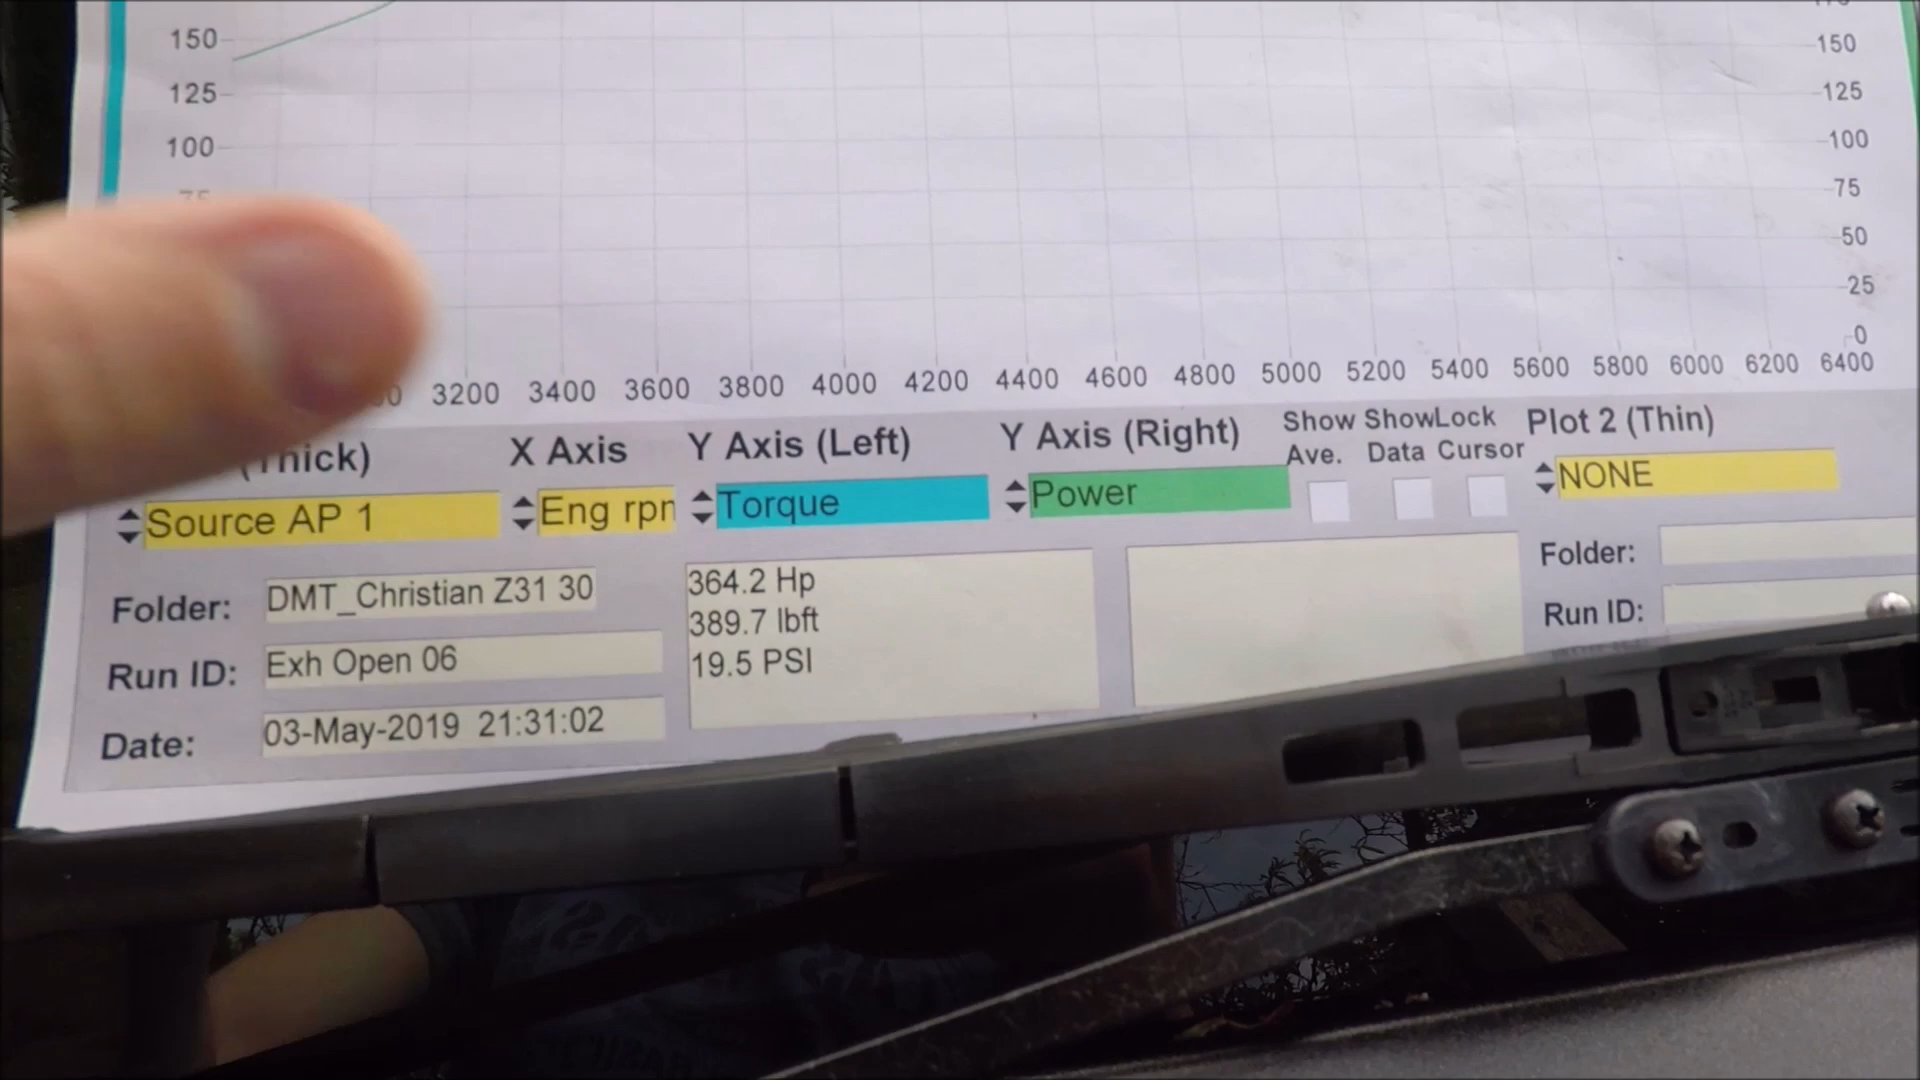 150
125
100
150
125
100
75
50
25
0
3200 3400 3600 3800 4000 4200 4400 4600 4800 5000 5200 5400 5600 5800 6000 6200 6400
X Axis
Y Axis (Left)
Y Axis (Right)
Show Ave.
Show Data
Lock Cursor
Plot 2 (Thin)
Source AP 1
Eng rpn
Torque
Power
NONE
Folder: DMT_Christian Z31 30
Run ID: Exh Open 06
Date: 03-May-2019 21:31:02
364.2 Hp
389.7 lbft
19.5 PSI
Folder:
Run ID: